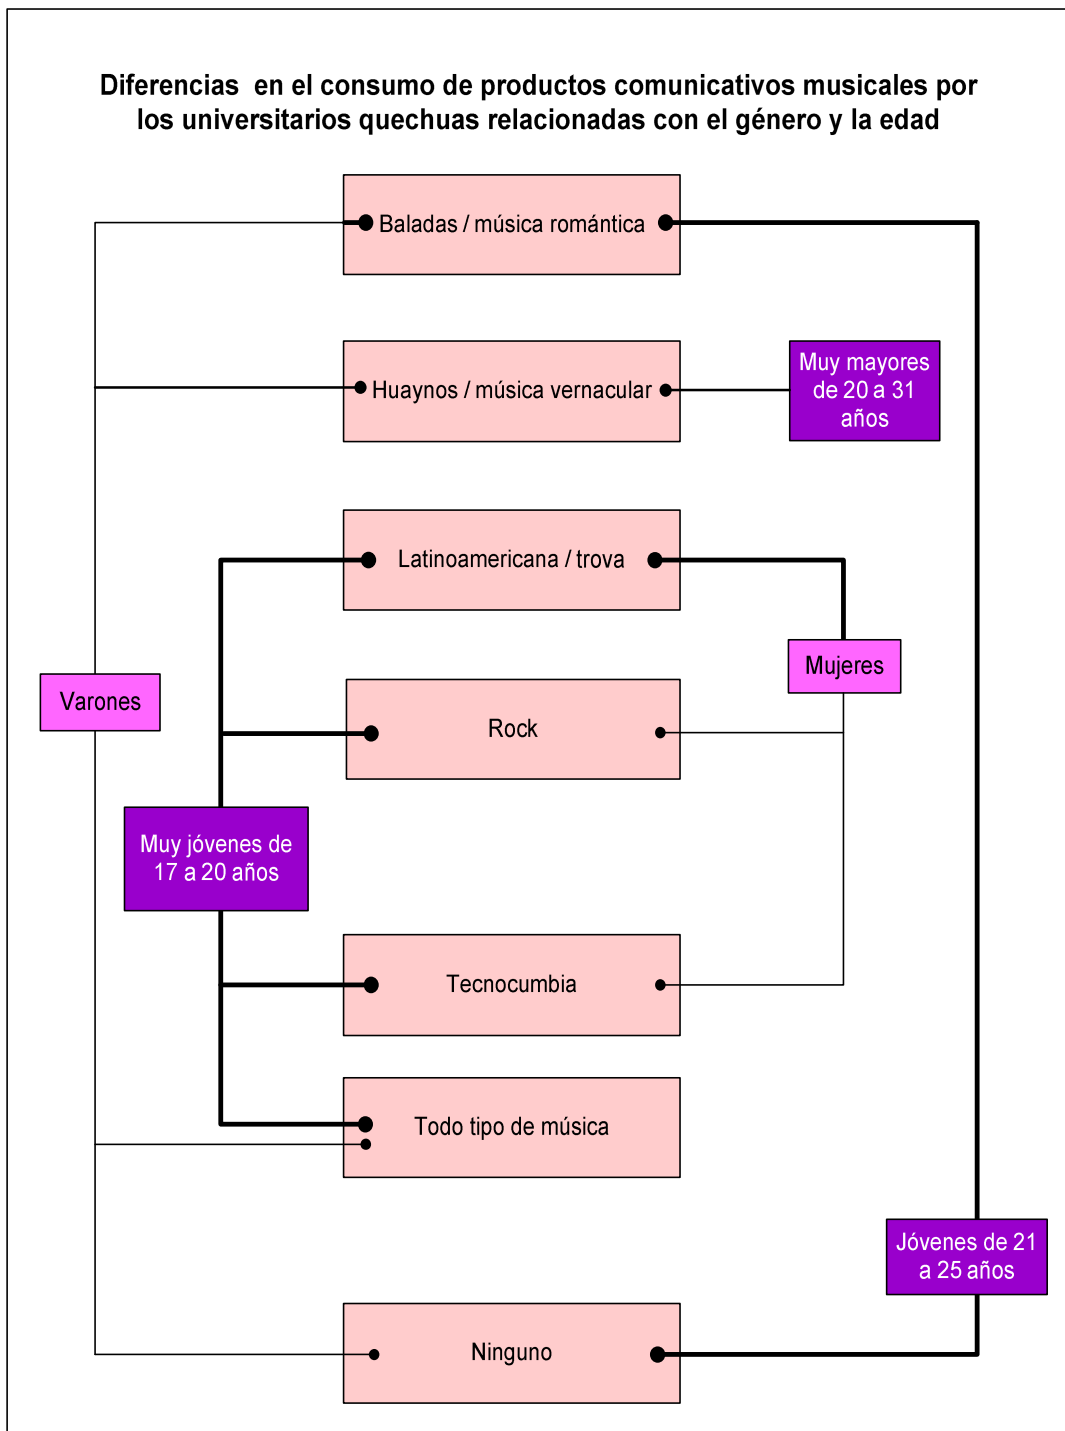 Diferencias  en el consumo de productos comunicativos musicales por
los universitarios quechuas relacionadas con el género y la edad
Baladas / música romántica
Huaynos / música vernacular
Muy mayores
de 20 a 31
años
Latinoamericana / trova
Mujeres
Varones
Rock
Muy jóvenes de
17 a 20 años
Tecnocumbia
Todo tipo de música
Jóvenes de 21
a 25 años
Ninguno